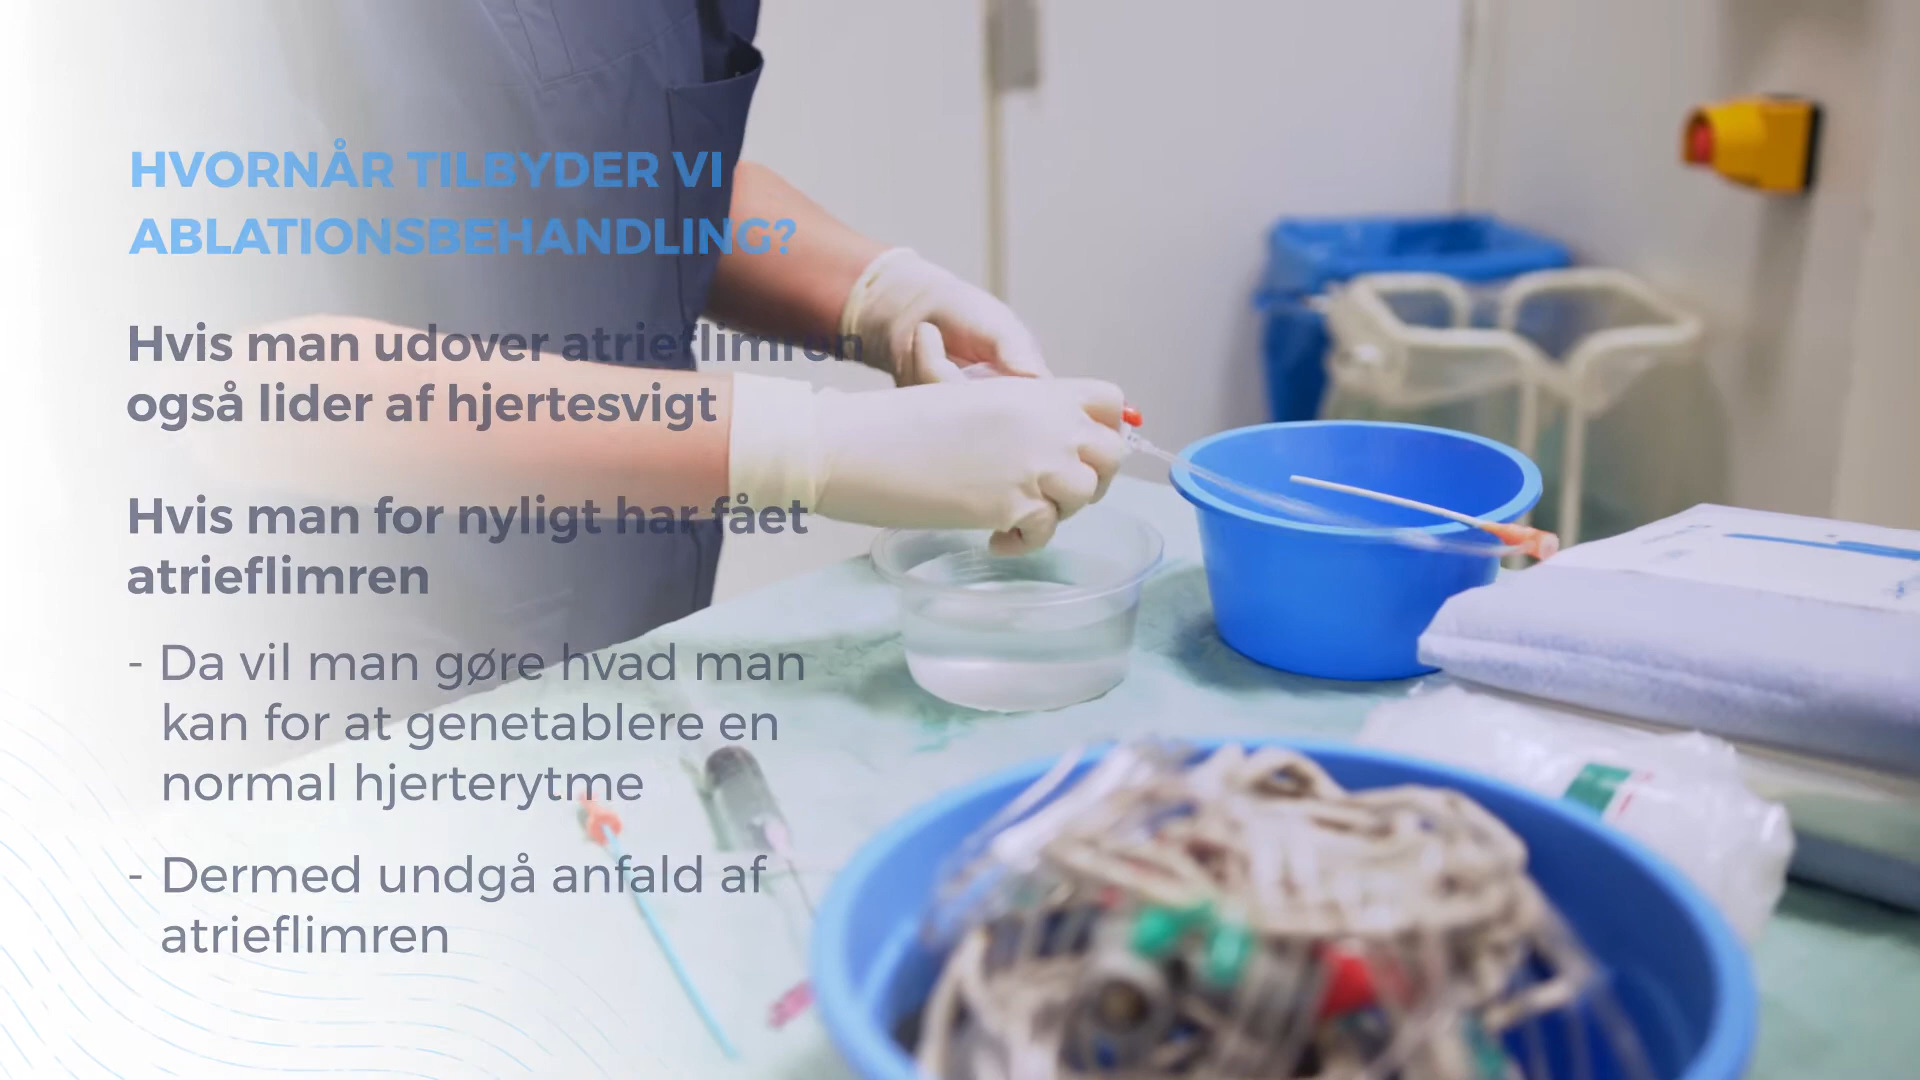 HVORNÅR TILBYDER VI
ABLATIONSBEHANDLING?
Hvis man udover atrieflimren
også lider af hjertesvigt
Hvis man for nyligt har fået
atrieflimren
- Da vil man gøre hvad man
kan for at genetablere en
normal hjerterytme
- Dermed undgå anfald af
atrieflimren